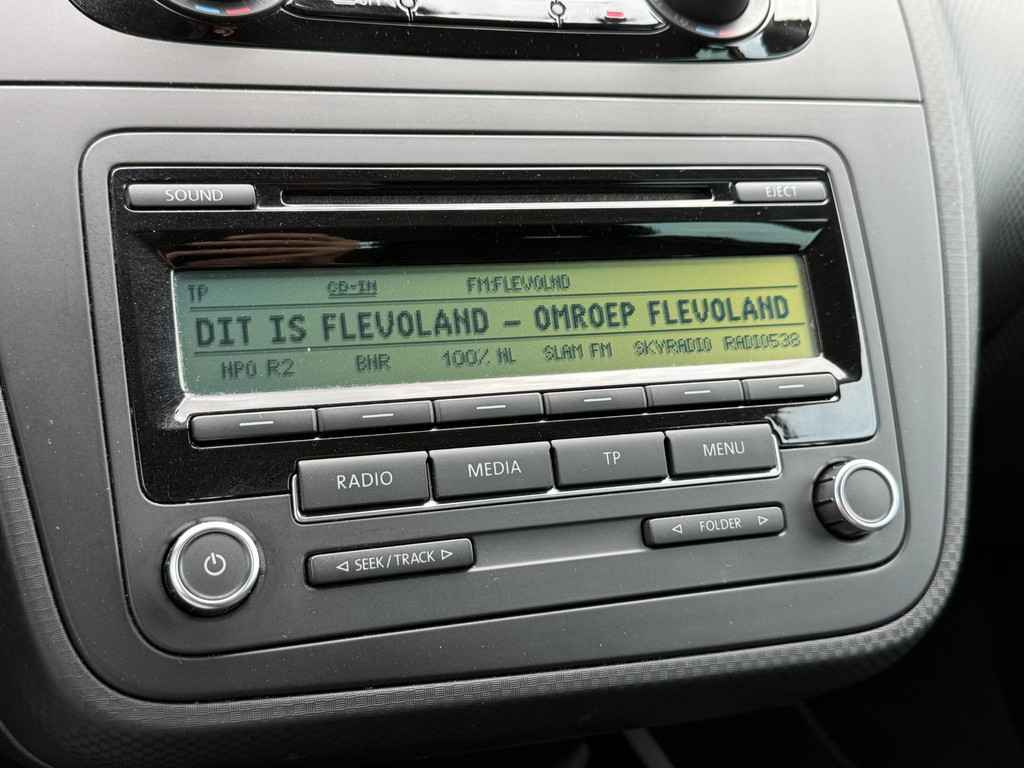 SOUND EJECT
TP CD-IN FM:FLEVOLND
DIT IS FLEVOLAND - OMROEP FLEVOLAND
NPO R2 BNR 100% NL SLAM FM SKYRADIO RADIO538
RADIO MEDIA TP MENU
SEEK/TRACK FOLDER